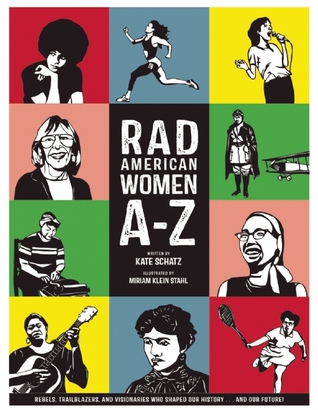 RAD
AMERICAN
WOMEN
A-Z
WRITTEN BY
KATE SCHATZ
ILLUSTRATED BY
MIRIAM KLEIN STAHL
REBELS, TRAILBLAZERS, AND VISIONARIES WHO SHAPED OUR HISTORY . . . AND OUR FUTURE!